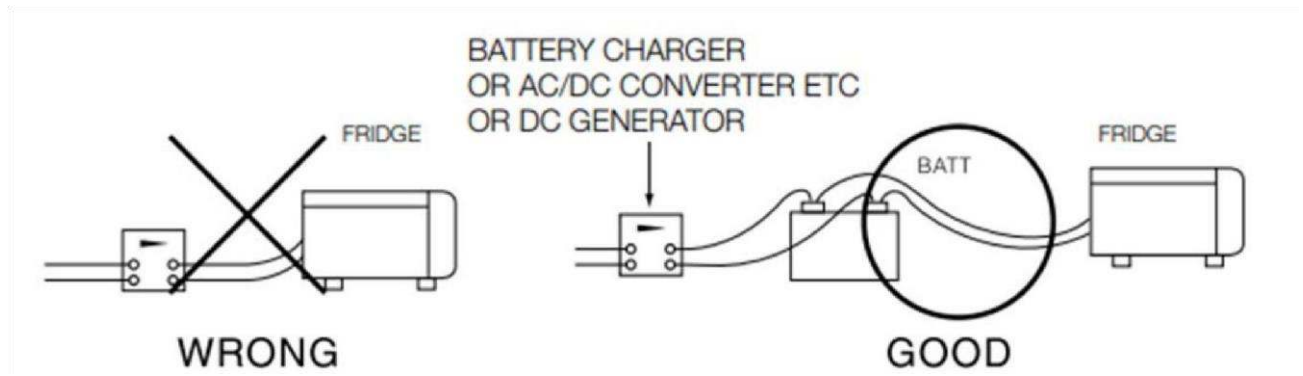 BATTERY CHARGER
OR AC/DC CONVERTER ETC
OR DC GENERATOR
FRIDGE
BATT
FRIDGE
WRONG
GOOD